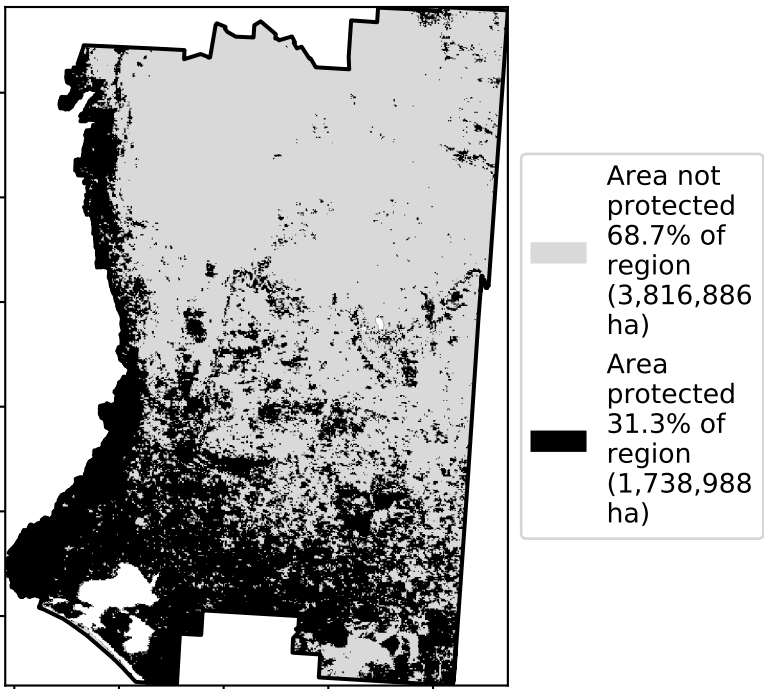 Area not
protected
68.7% of
region
(3,816,886
ha)
Area
protected
31.3% of
region
(1,738,988
ha)